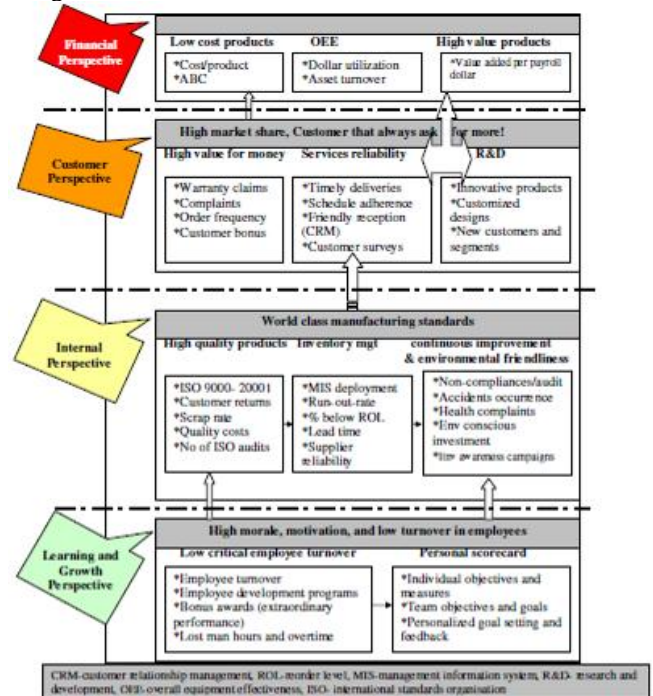 Financial
Perspective
Low cost products OEE High value products
*Cost/product
*ABC
*Dollar utilization
*Asset turnover
*Value added per payroll
dollar
High market share, Customer that always ask for more!
Customer
Perspective
High value for money Services reliability R&D
*Warranty claims
*Complaints
*Order frequency
*Customer bonus
*Timely deliveries
*Schedule adherence
*Friendly reception
(CRM)
*Customer surveys
*Innovative products
*Customized
designs
*New customers and
segments
World class manufacturing standards
Internal
Perspective
High quality products Inventory mgt continuous improvement
& environmental friendliness
*ISO 9000- 20001
*Customer returns
*Scrap rate
*Quality costs
*No of ISO audits
*MIS deployment
*Run-out-rate
*% below ROL
*Lead time
*Supplier
reliability
*Non-compliances/audit
*Accidents occurrence
*Health complaints
*Env conscious
investment
*Env awareness campaigns
High morale, motivation, and low turnover in employees
Learning and
Growth
Perspective
Low critical employee turnover Personal scorecard
*Employee turnover
*Employee development programs
*Bonus awards (extraordinary
performance)
*Lost man hours and overtime
*Individual objectives and
measures
*Team objectives and goals
*Personalized goal setting and
feedback
CRM-customer relationship management, ROL-reorder level, MIS-management information system, R&D- research and
development, OEE-overall equipment effectiveness, ISO- international standards organisation